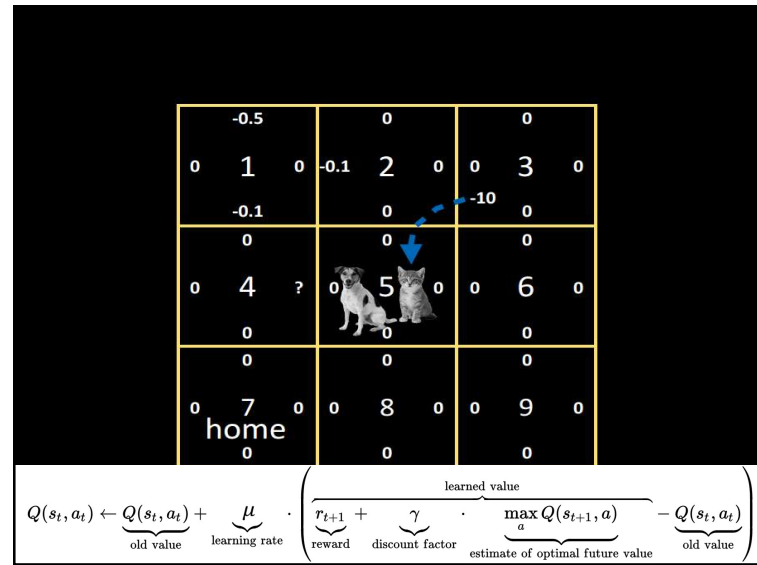 -0.5 0 0
0 1 0 -0.1 2 0 0 3 0
-10
-0.1 0 0
0 0 0
0 4 ? 0 5 0 0 6 0
0 0 0
0 0 0
0 7 0 0 8 0 0 9 0
home
0 0 0
learned value
Q(s_t, a_t) ← Q(s_t, a_t) + μ · ( r_{t+1} + γ · max_a Q(s_{t+1}, a) − Q(s_t, a_t) )
old value learning rate reward discount factor estimate of optimal future value old value